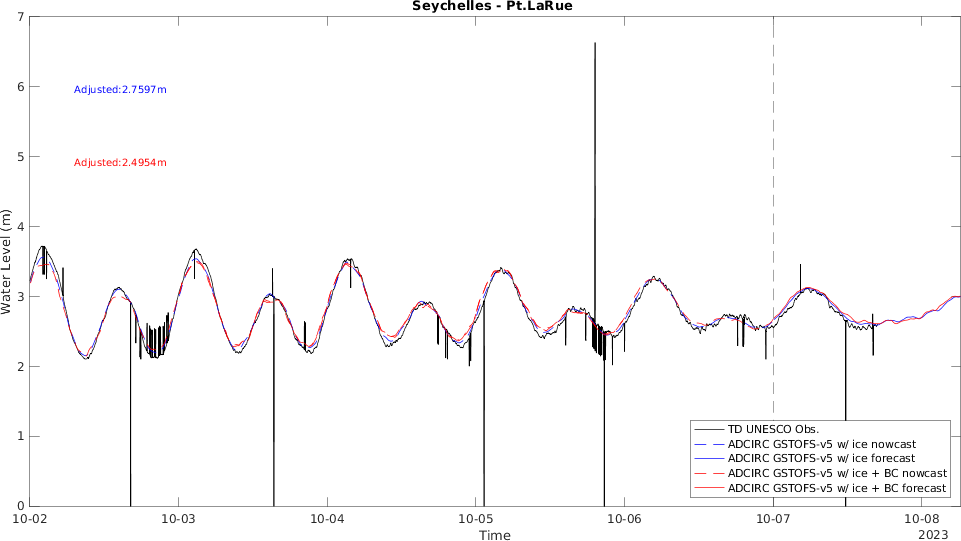 Seychelles - Pt.LaRue
7
6
5
4
3
2
1
0
Water Level (m)
Adjusted:2.7597m
Adjusted:2.4954m
TD UNESCO Obs.
ADCIRC GSTOFS-v5 w/ ice nowcast
ADCIRC GSTOFS-v5 w/ ice forecast
ADCIRC GSTOFS-v5 w/ ice + BC nowcast
ADCIRC GSTOFS-v5 w/ ice + BC forecast
10-02 10-03 10-04 10-05 10-06 10-07 10-08
2023
Time